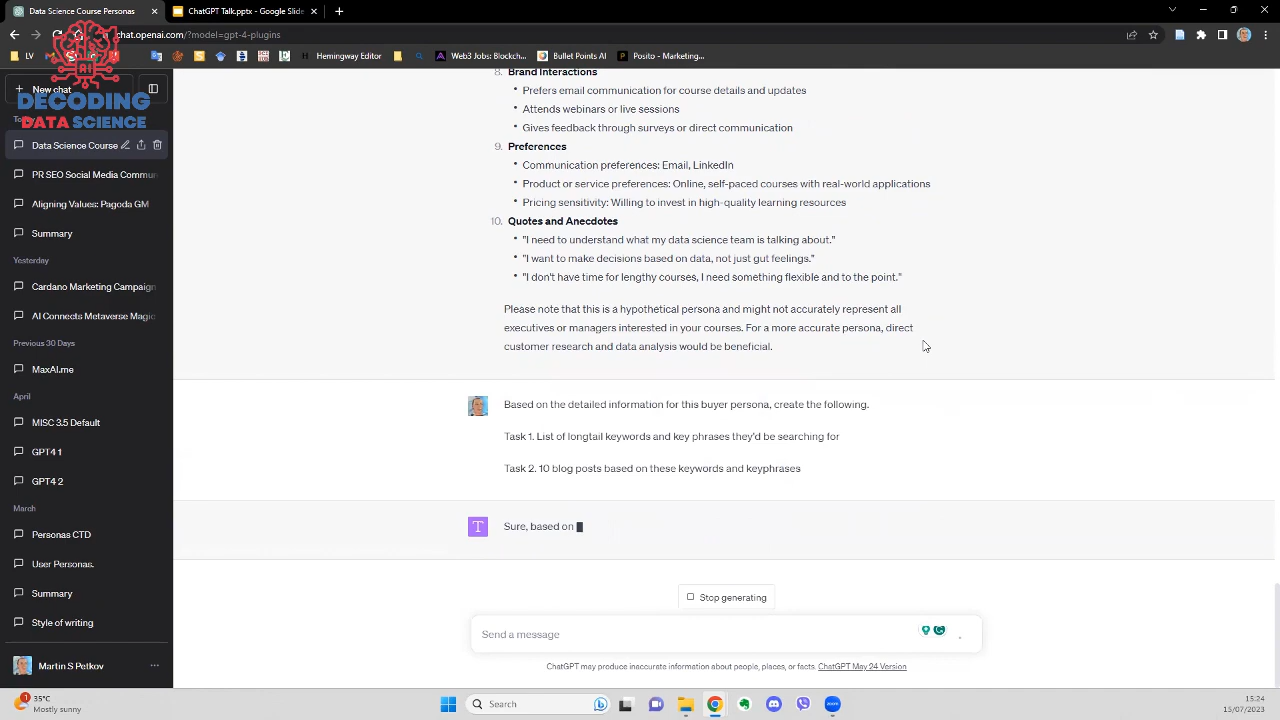 Data Science Course Personas
ChatGPT Talk.pptx - Google Slide
chat.openai.com/?model=gpt-4-plugins
LV
Hemingway Editor
Web3 Jobs: Blockch...
Bullet Points AI
Posito - Marketing...
New chat
AI
DECODING
DATA SCIENCE
Data Science Course
PR SEO Social Media Commun
Aligning Values: Pagoda GM
Summary
Yesterday
Cardano Marketing Campaign
AI Connects Metaverse Magic
Previous 30 Days
MaxAI.me
April
MISC 3.5 Default
GPT4 1
GPT4 2
March
Personas CTD
User Personas.
Summary
Style of writing
Martin S Petkov
8. Brand Interactions
• Prefers email communication for course details and updates
• Attends webinars or live sessions
• Gives feedback through surveys or direct communication
9. Preferences
• Communication preferences: Email, LinkedIn
• Product or service preferences: Online, self-paced courses with real-world applications
• Pricing sensitivity: Willing to invest in high-quality learning resources
10. Quotes and Anecdotes
• "I need to understand what my data science team is talking about."
• "I want to make decisions based on data, not just gut feelings."
• "I don't have time for lengthy courses, I need something flexible and to the point."
Please note that this is a hypothetical persona and might not accurately represent all
executives or managers interested in your courses. For a more accurate persona, direct
customer research and data analysis would be beneficial.
Based on the detailed information for this buyer persona, create the following.
Task 1. List of longtail keywords and key phrases they'd be searching for
Task 2. 10 blog posts based on these keywords and keyphrases
T
Sure, based on
Stop generating
Send a message
ChatGPT may produce inaccurate information about people, places, or facts. ChatGPT May 24 Version
1
35°C
Mostly sunny
Search
zoom
15:24
15/07/2023